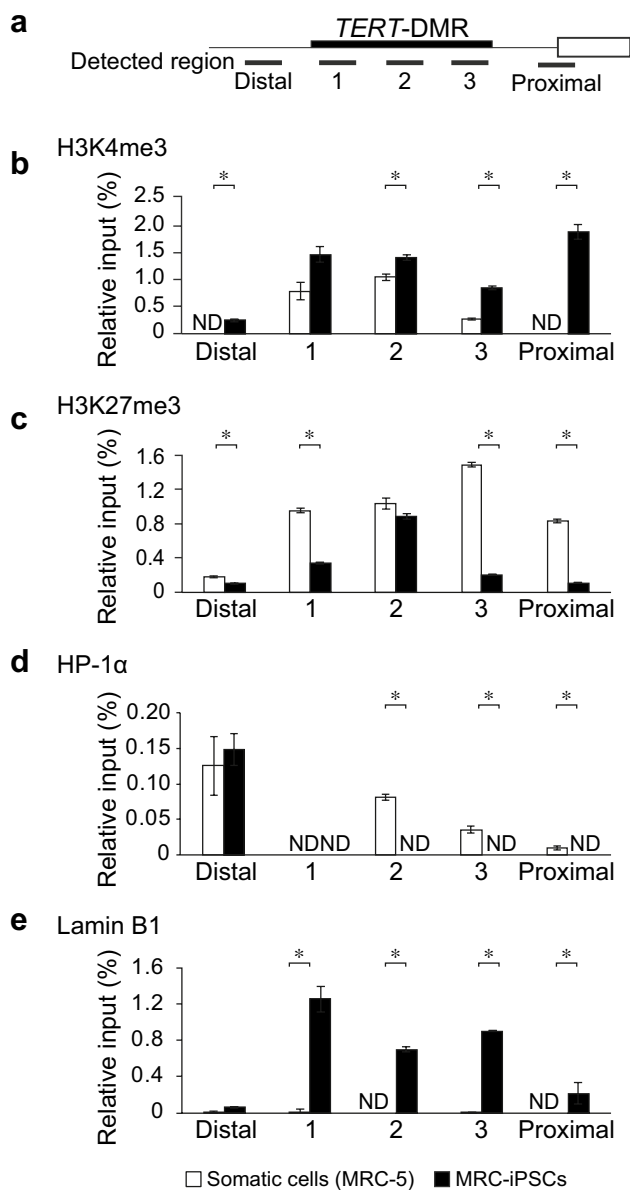 a
TERT-DMR
Detected region
Distal 1 2 3 Proximal
b H3K4me3
* * * *
Relative input (%)
2.5
2.0
1.5
1.0
0.5
0
ND ND
Distal 1 2 3 Proximal
c H3K27me3
* * * *
Relative input (%)
1.6
1.2
0.8
0.4
0
Distal 1 2 3 Proximal
d HP-1α
* * *
Relative input (%)
0.20
0.15
0.10
0.05
0
NDND ND ND ND
Distal 1 2 3 Proximal
e Lamin B1
* * * *
Relative input (%)
1.6
1.2
0.8
0.4
0
ND ND
Distal 1 2 3 Proximal
Somatic cells (MRC-5) MRC-iPSCs